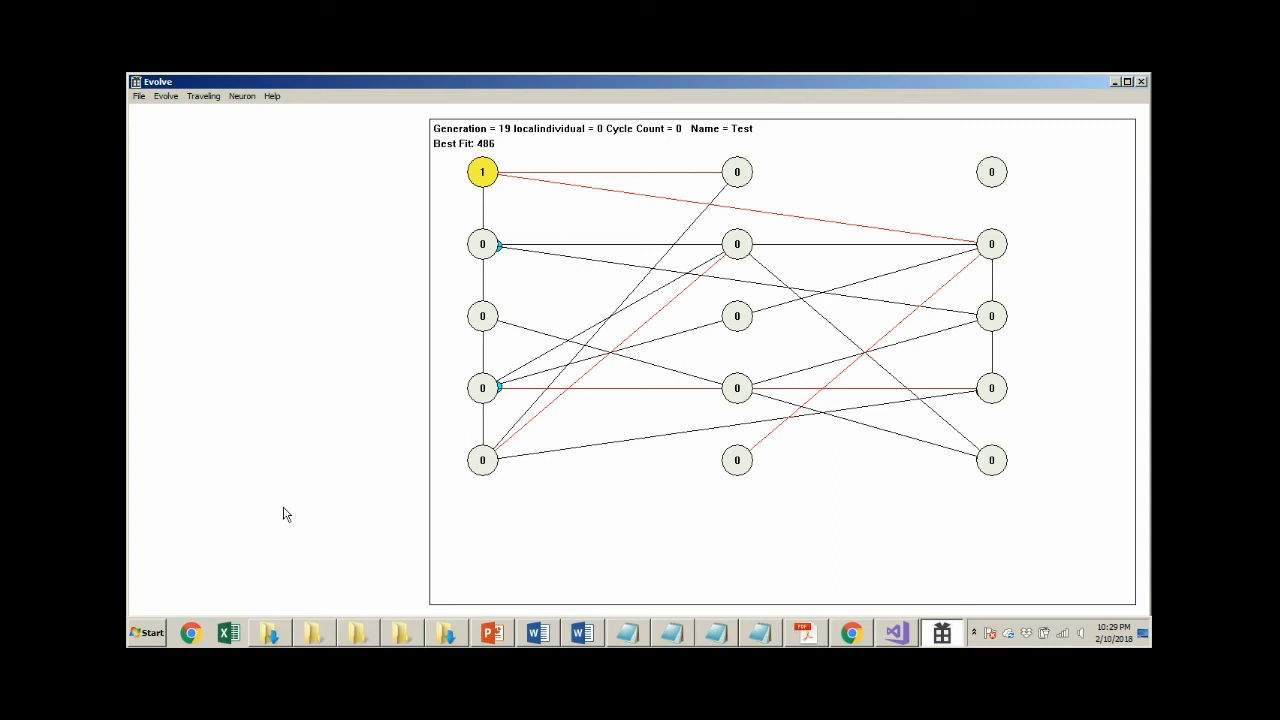 Evolve
File Evolve Traveling Neuron Help
Generation = 19 localindividual = 0 Cycle Count = 0 Name = Test
Best Fit: 486
1 0 0
0 0 0
0 0 0
0 0 0
0 0 0
Start
PDF
10:29 PM
2/10/2018